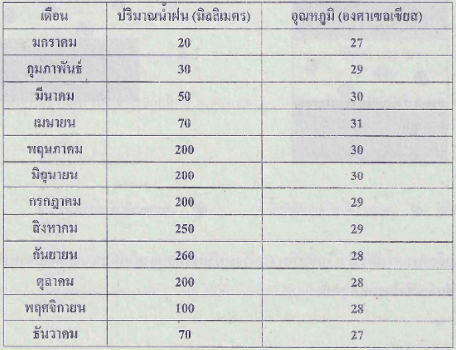 เดือน ปริมาณน้ำฝน (มิลลิเมตร) อุณหภูมิ (องศาเซลเซียส)
มกราคม 20 27
กุมภาพันธ์ 30 29
มีนาคม 50 30
เมษายน 70 31
พฤษภาคม 200 30
มิถุนายน 200 30
กรกฎาคม 200 29
สิงหาคม 250 29
กันยายน 260 28
ตุลาคม 200 28
พฤศจิกายน 100 28
ธันวาคม 70 27